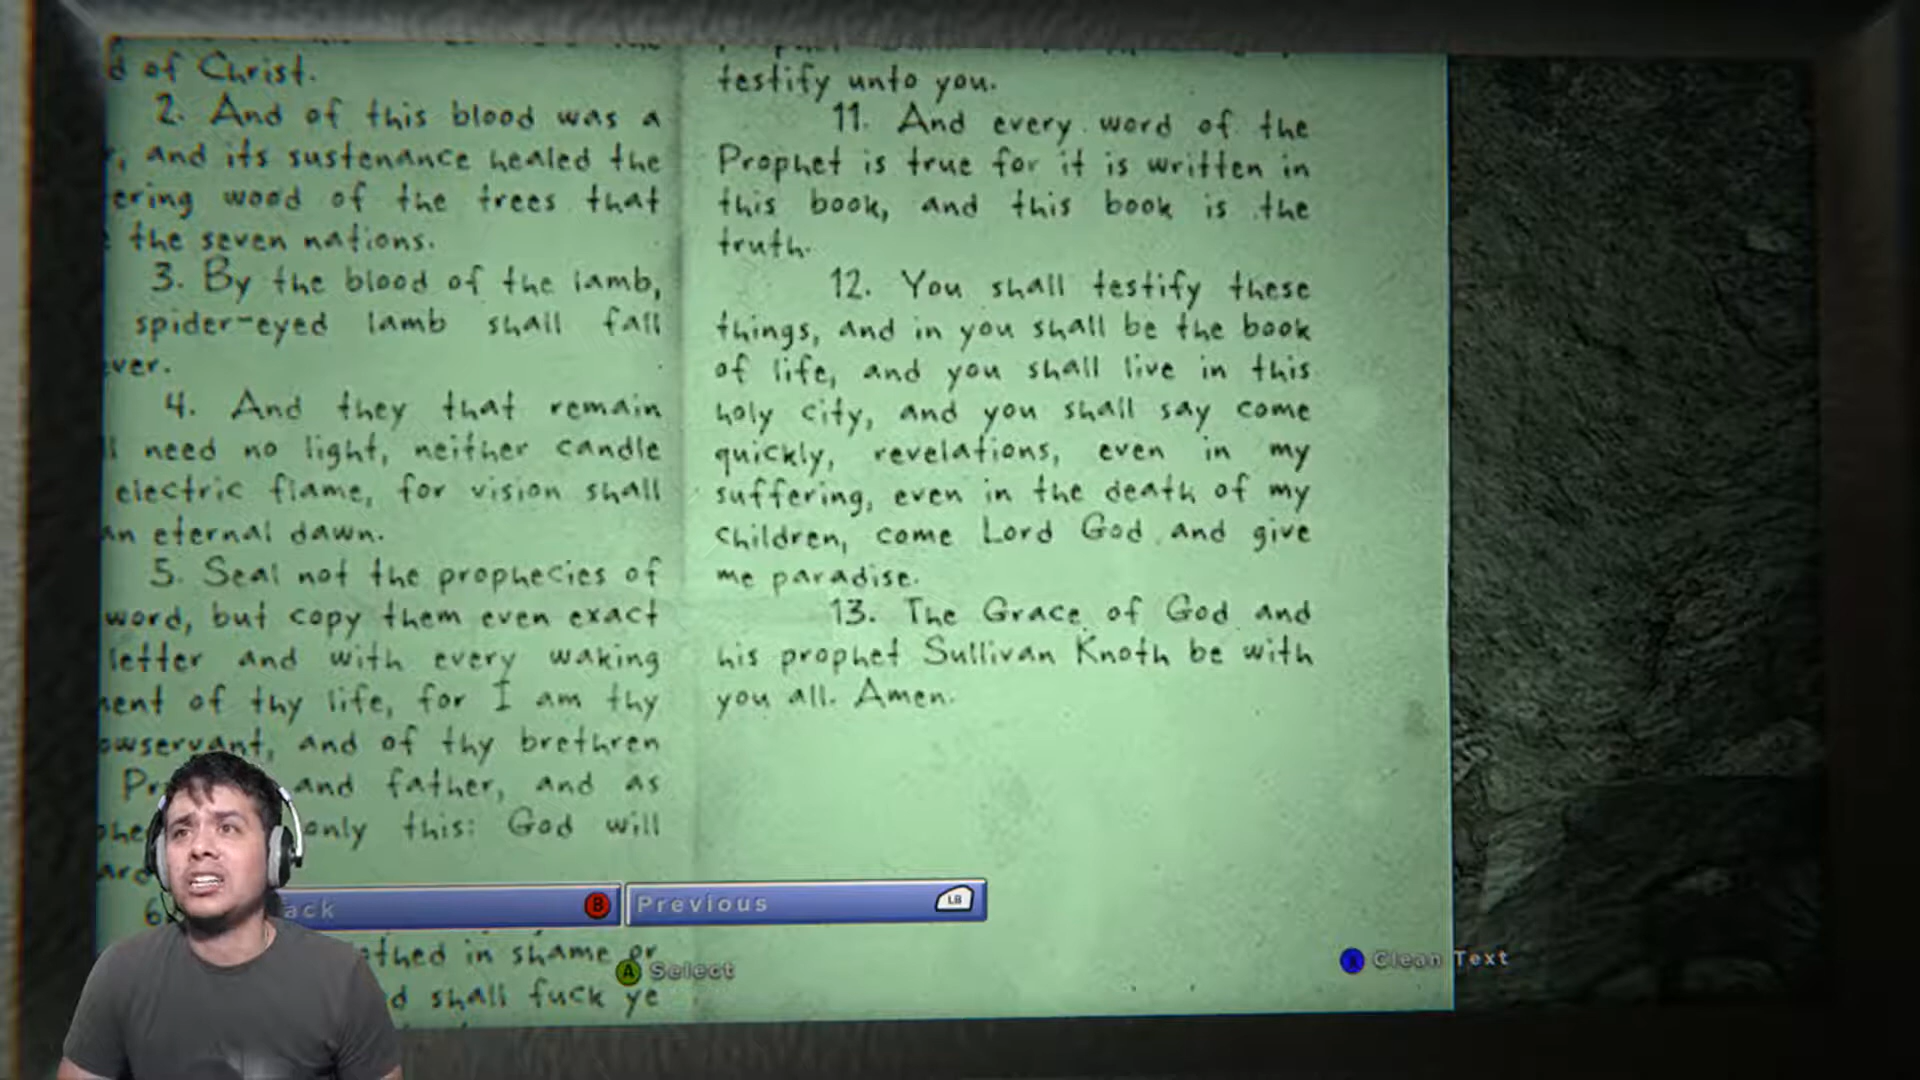 d of Christ.
2. And of this blood was a
, and its sustenance healed the
ering wood of the trees that
the seven nations.
3. By the blood of the lamb,
spider-eyed lamb shall fall
ver.
4. And they that remain
need no light, neither candle
electric flame, for vision shall
an eternal dawn.
5. Seal not the prophecies of
word, but copy them even exact
letter and with every waking
ment of thy life, for I am thy
owservant, and of thy brethren
Pr and father, and as
only this: God will
ard
6
othed in shame or
d shall fuck ye
testify unto you.
11. And every word of the
Prophet is true for it is written in
this book, and this book is the
truth.
12. You shall testify these
things, and in you shall be the book
of life, and you shall live in this
holy city, and you shall say come
quickly, revelations, even in my
suffering, even in the death of my
children, come Lord God and give
me paradise.
13. The Grace of God and
his prophet Sullivan Knoth be with
you all. Amen.
ack B
Previous LB
A Select
X Clean Text